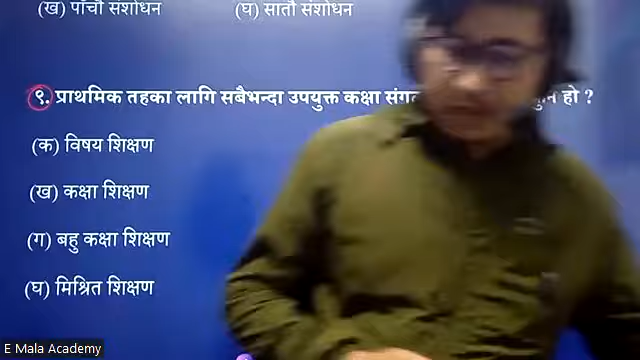 (ख) पाँचौ संशोधन (घ) सातौ संशोधन
९. प्राथमिक तहका लागि सबैभन्दा उपयुक्त कक्षा हो ?
(क) विषय शिक्षण
(ख) कक्षा शिक्षण
(ग) बहु कक्षा शिक्षण
(घ) मिश्रित शिक्षण
E Mala Academy